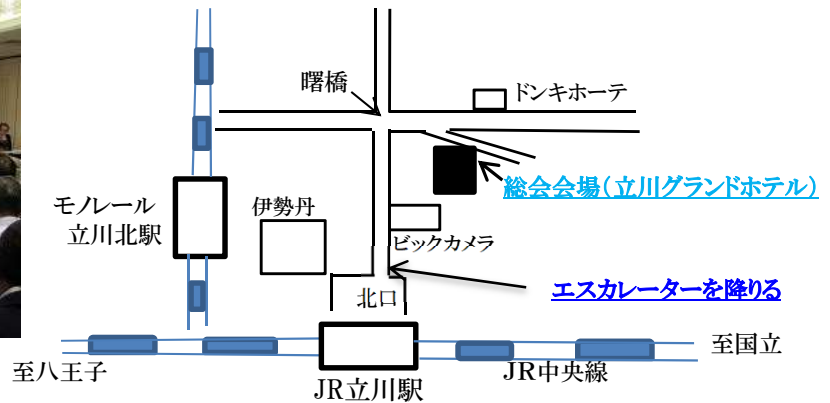 曙橋
ドンキホーテ
総会会場(立川グランドホテル)
モノレール
立川北駅
伊勢丹
ビックカメラ
エスカレーターを降りる
北口
至国立
至八王子
JR中央線
JR立川駅